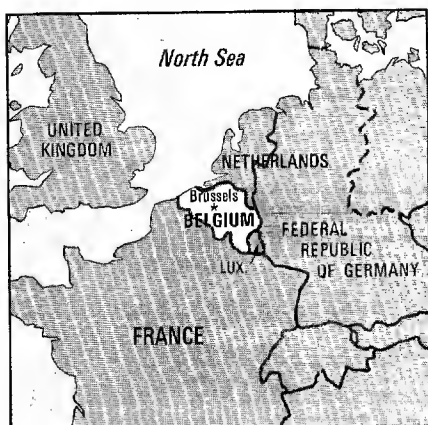 North Sea
UNITED
KINGDOM
NETHERLANDS
Brussels
BELGIUM
FEDERAL
REPUBLIC
OF GERMANY
LUX.
FRANCE